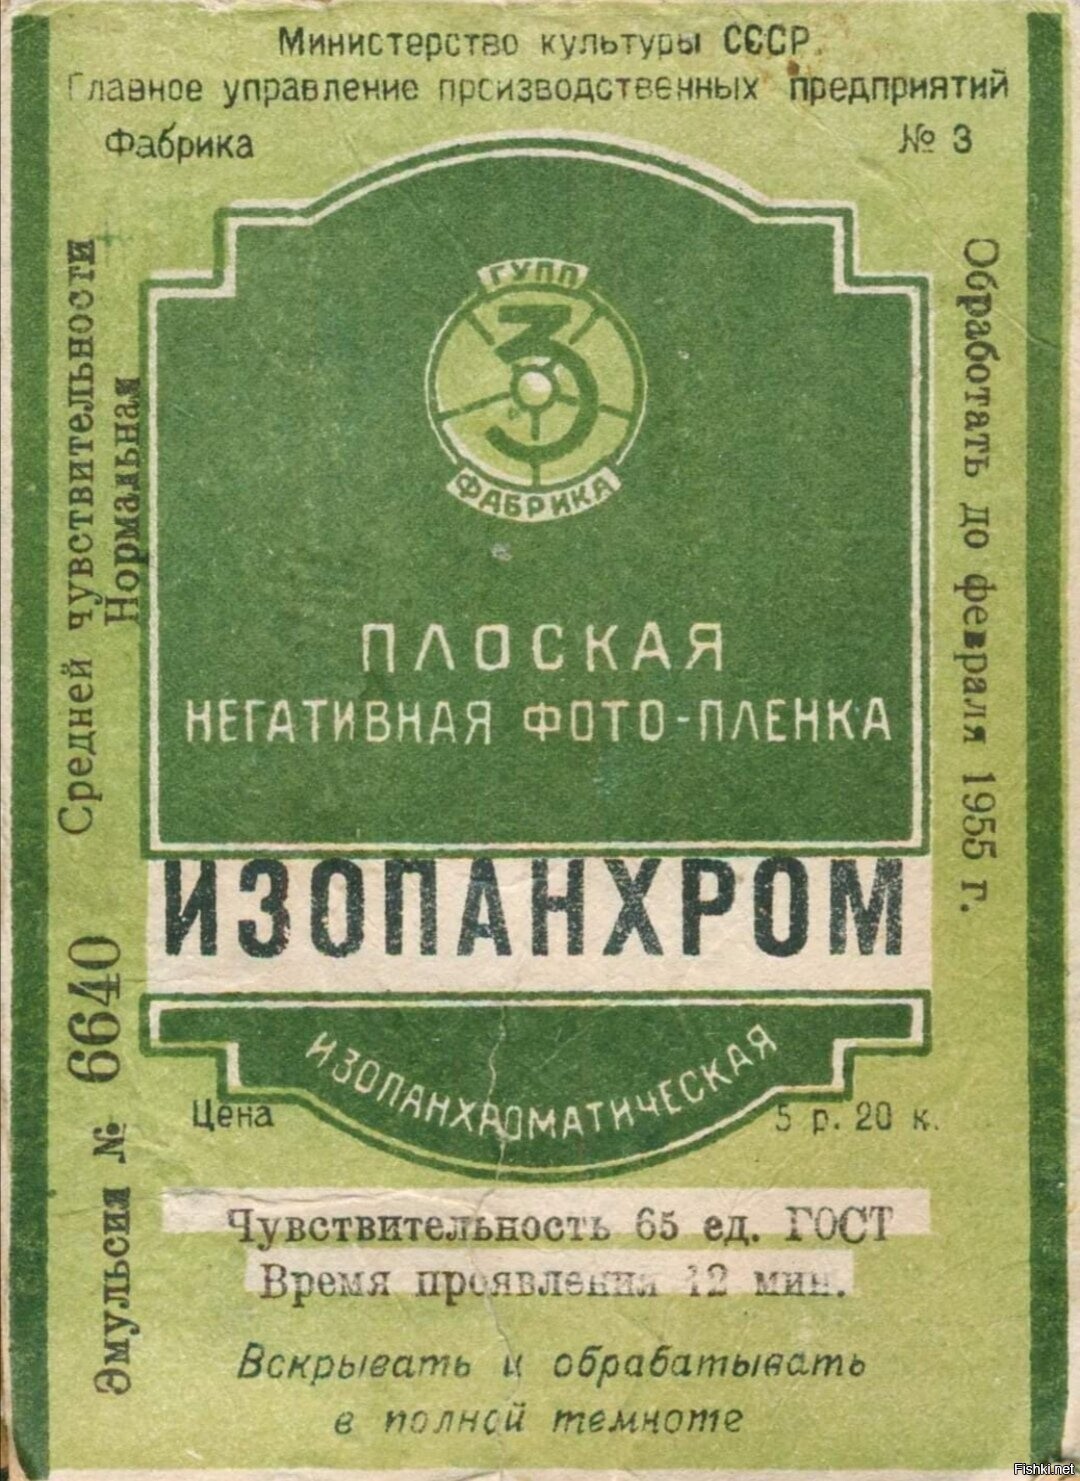 Министерство культуры СССР
Главное управление производственных предприятий
Фабрика № 3
ГУПП
3
ФАБРИКА
ПЛОСКАЯ
НЕГАТИВНАЯ ФОТО-ПЛЕНКА
ИЗОПАНХРОМ
ИЗОПАНХРОМАТИЧЕСКАЯ
Цена 5 р. 20 к.
Чувствительность 65 ед. ГОСТ
Время проявления 12 мин.
Вскрывать и обрабатывать
в полной темноте
Эмульсия № 6640 Средней чувствительности
Нормальная
Обработать до февраля 1955 г.
Fishki.net